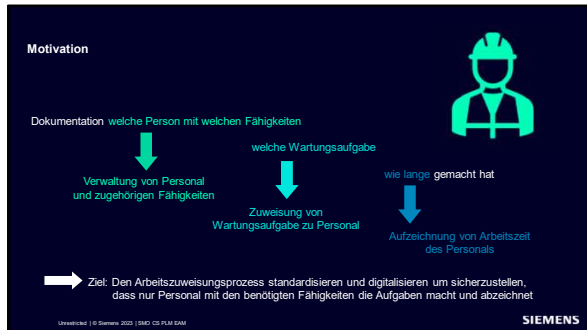 Motivation
Dokumentation welche Person mit welchen Fähigkeiten
welche Wartungsaufgabe
wie lange gemacht hat
Verwaltung von Personal
und zugehörigen Fähigkeiten
Zuweisung von
Wartungsaufgabe zu Personal
Aufzeichnung von Arbeitszeit
des Personals
Ziel: Den Arbeitszuweisungsprozess standardisieren und digitalisieren um sicherzustellen,
dass nur Personal mit den benötigten Fähigkeiten die Aufgaben macht und abzeichnet
Unrestricted | © Siemens 2023 | SMO CS PLM EAM
SIEMENS